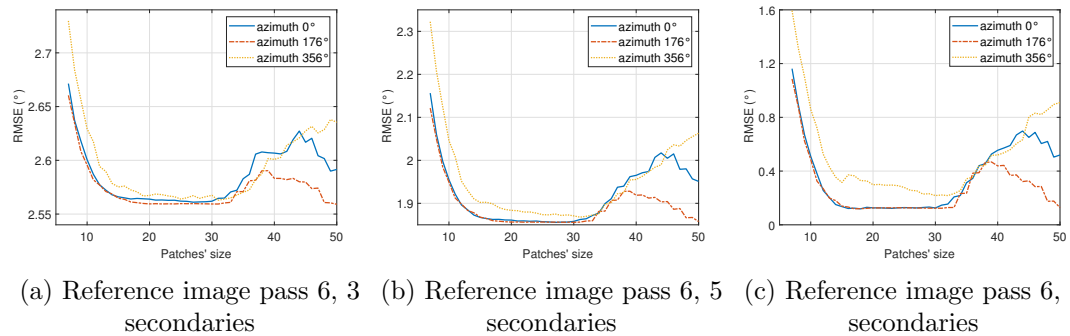 azimuth 0°
azimuth 176°
azimuth 356°
2.7
2.65
2.6
2.55
RMSE (°)
10 20 30 40 50
Patches' size
(a) Reference image pass 6, 3
secondaries
azimuth 0°
azimuth 176°
azimuth 356°
2.3
2.2
2.1
2
1.9
RMSE (°)
10 20 30 40 50
Patches' size
(b) Reference image pass 6, 5
secondaries
azimuth 0°
azimuth 176°
azimuth 356°
1.6
1.2
0.8
0.4
0
RMSE (°)
10 20 30 40 50
Patches' size
(c) Reference image pass 6,
secondaries